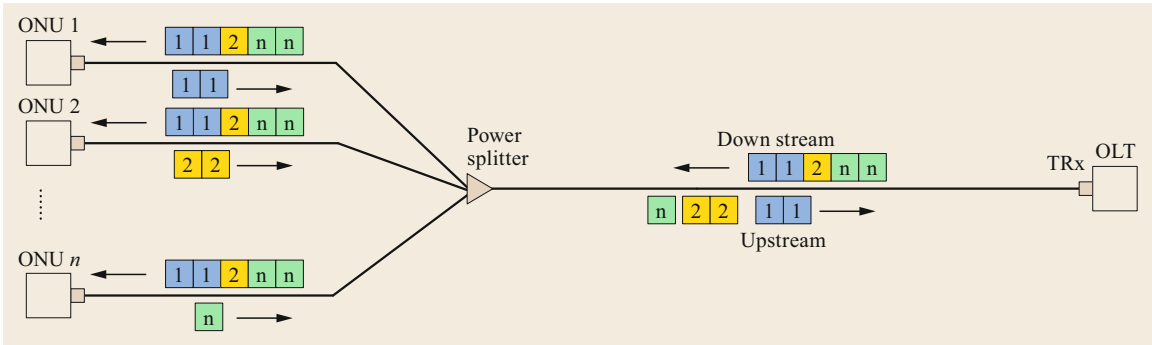 ONU 1
1 1 2 n n
1 1
ONU 2
1 1 2 n n
2 2
Power
splitter
Down stream
1 1 2 n n
TRx
OLT
n 2 2 1 1
Upstream
ONU n
1 1 2 n n
n